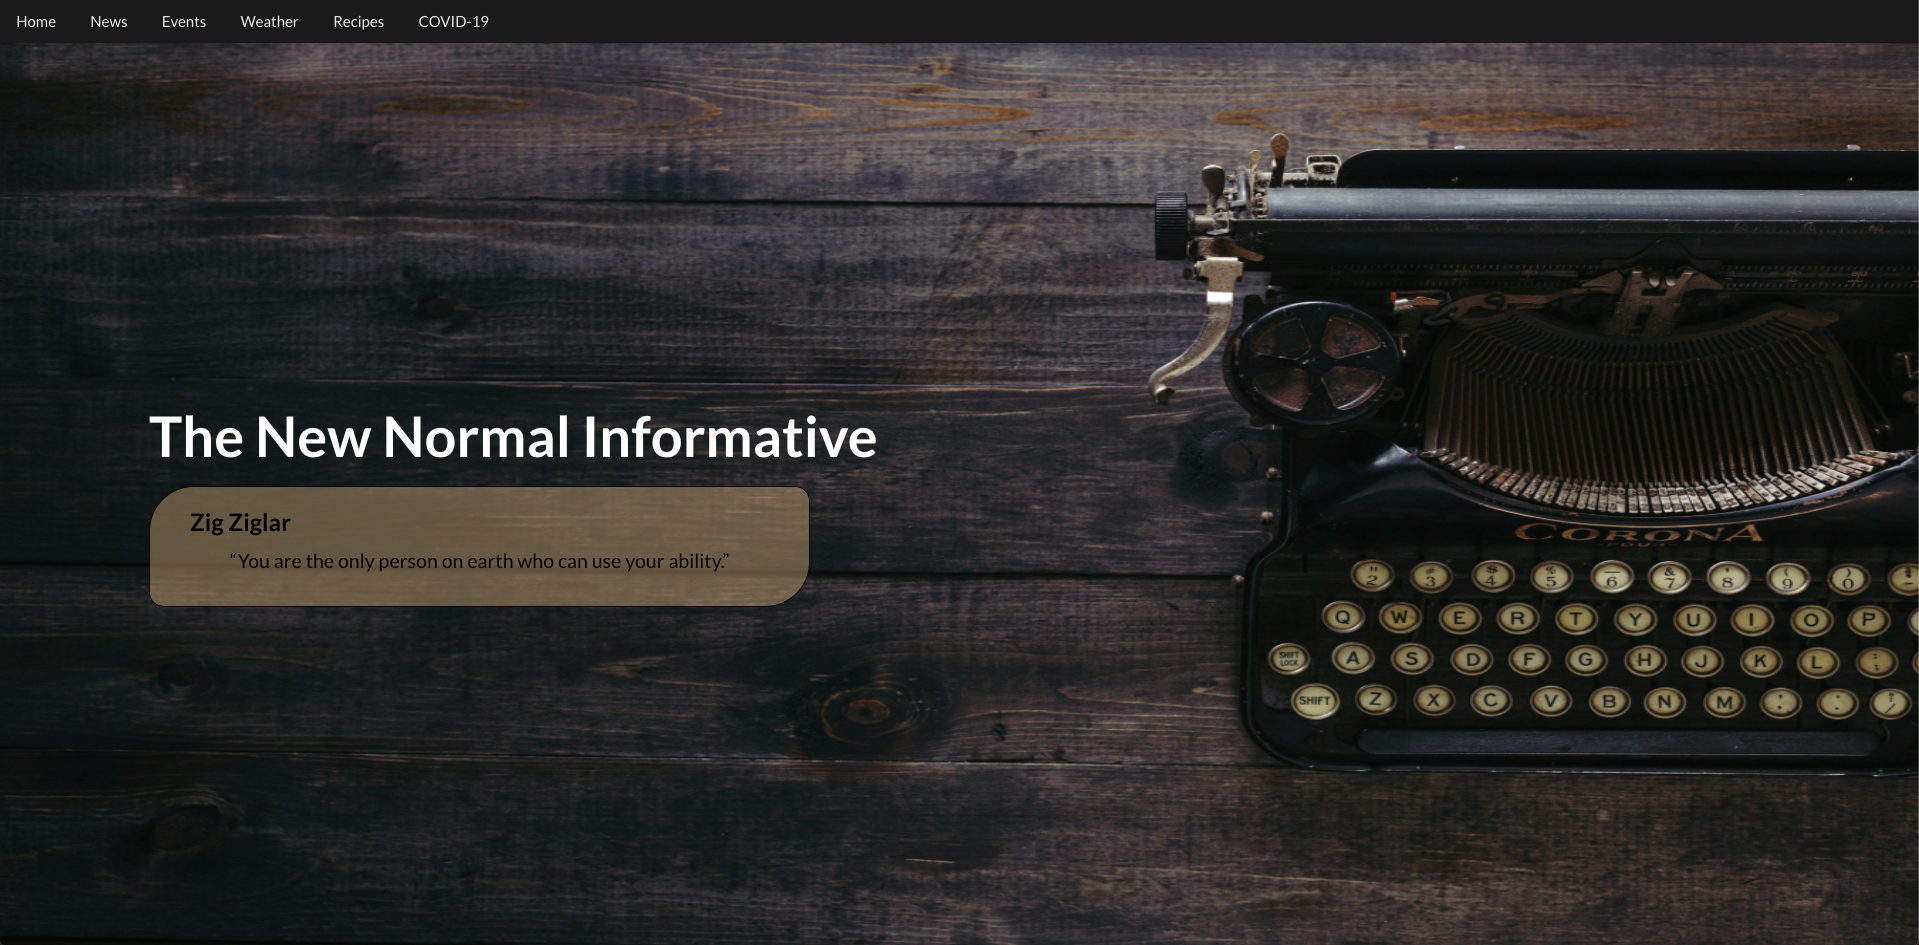 Home News Events Weather Recipes COVID-19
The New Normal Informative
Zig Ziglar
“You are the only person on earth who can use your ability.”
CORONA
FOUR
" 2 # 3 $ 4 % 5 _ 6 & 7 ' 8 ( 9 ) 0
Q W E R T Y U I O P
SHIFT LOCK A S D F G H J K L ;
SHIFT Z X C V B N M , . ? /